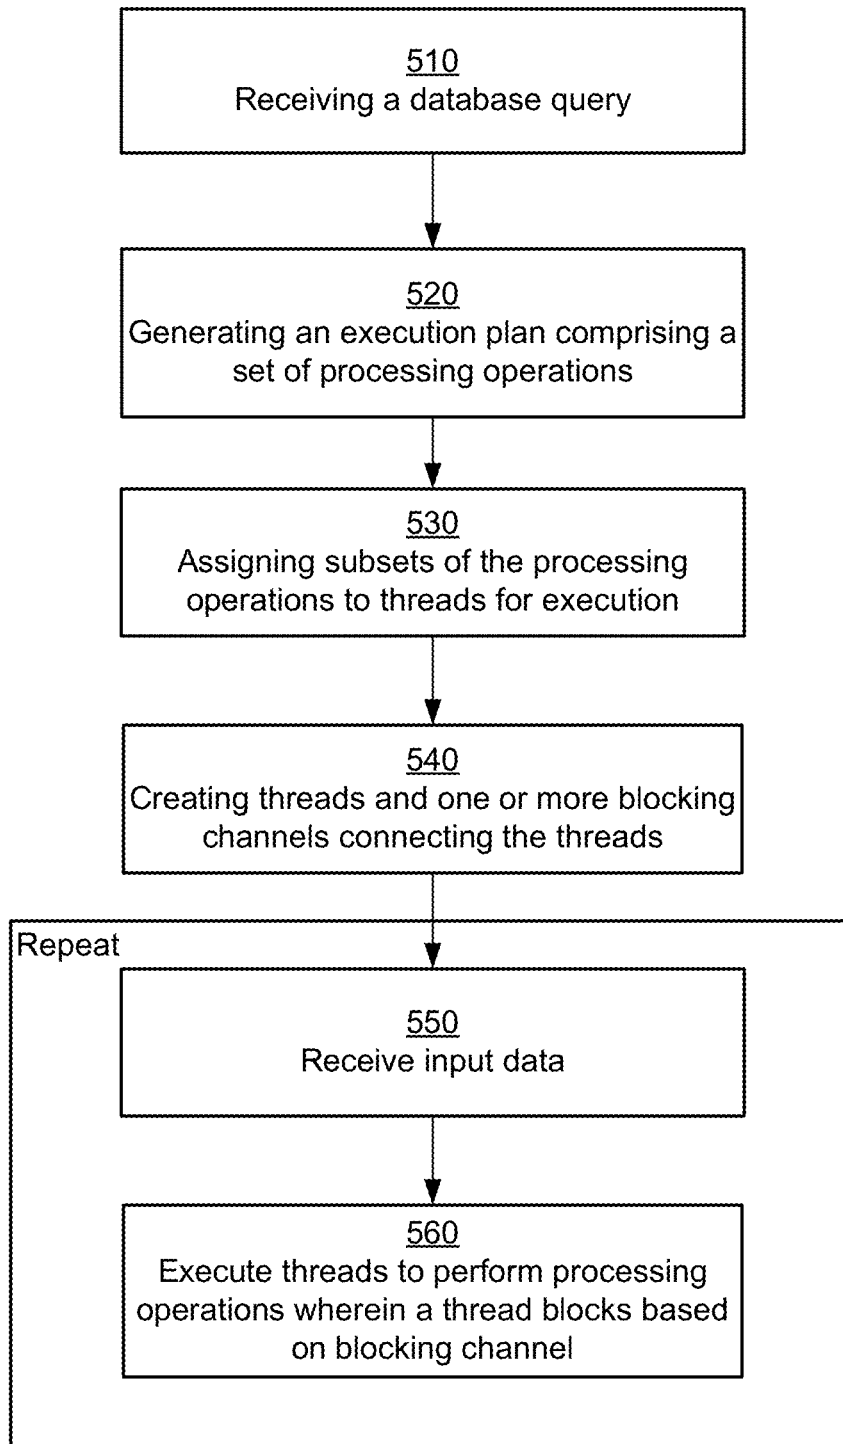 510
Receiving a database query
520
Generating an execution plan comprising a
set of processing operations
530
Assigning subsets of the processing
operations to threads for execution
540
Creating threads and one or more blocking
channels connecting the threads
Repeat
550
Receive input data
560
Execute threads to perform processing
operations wherein a thread blocks based
on blocking channel